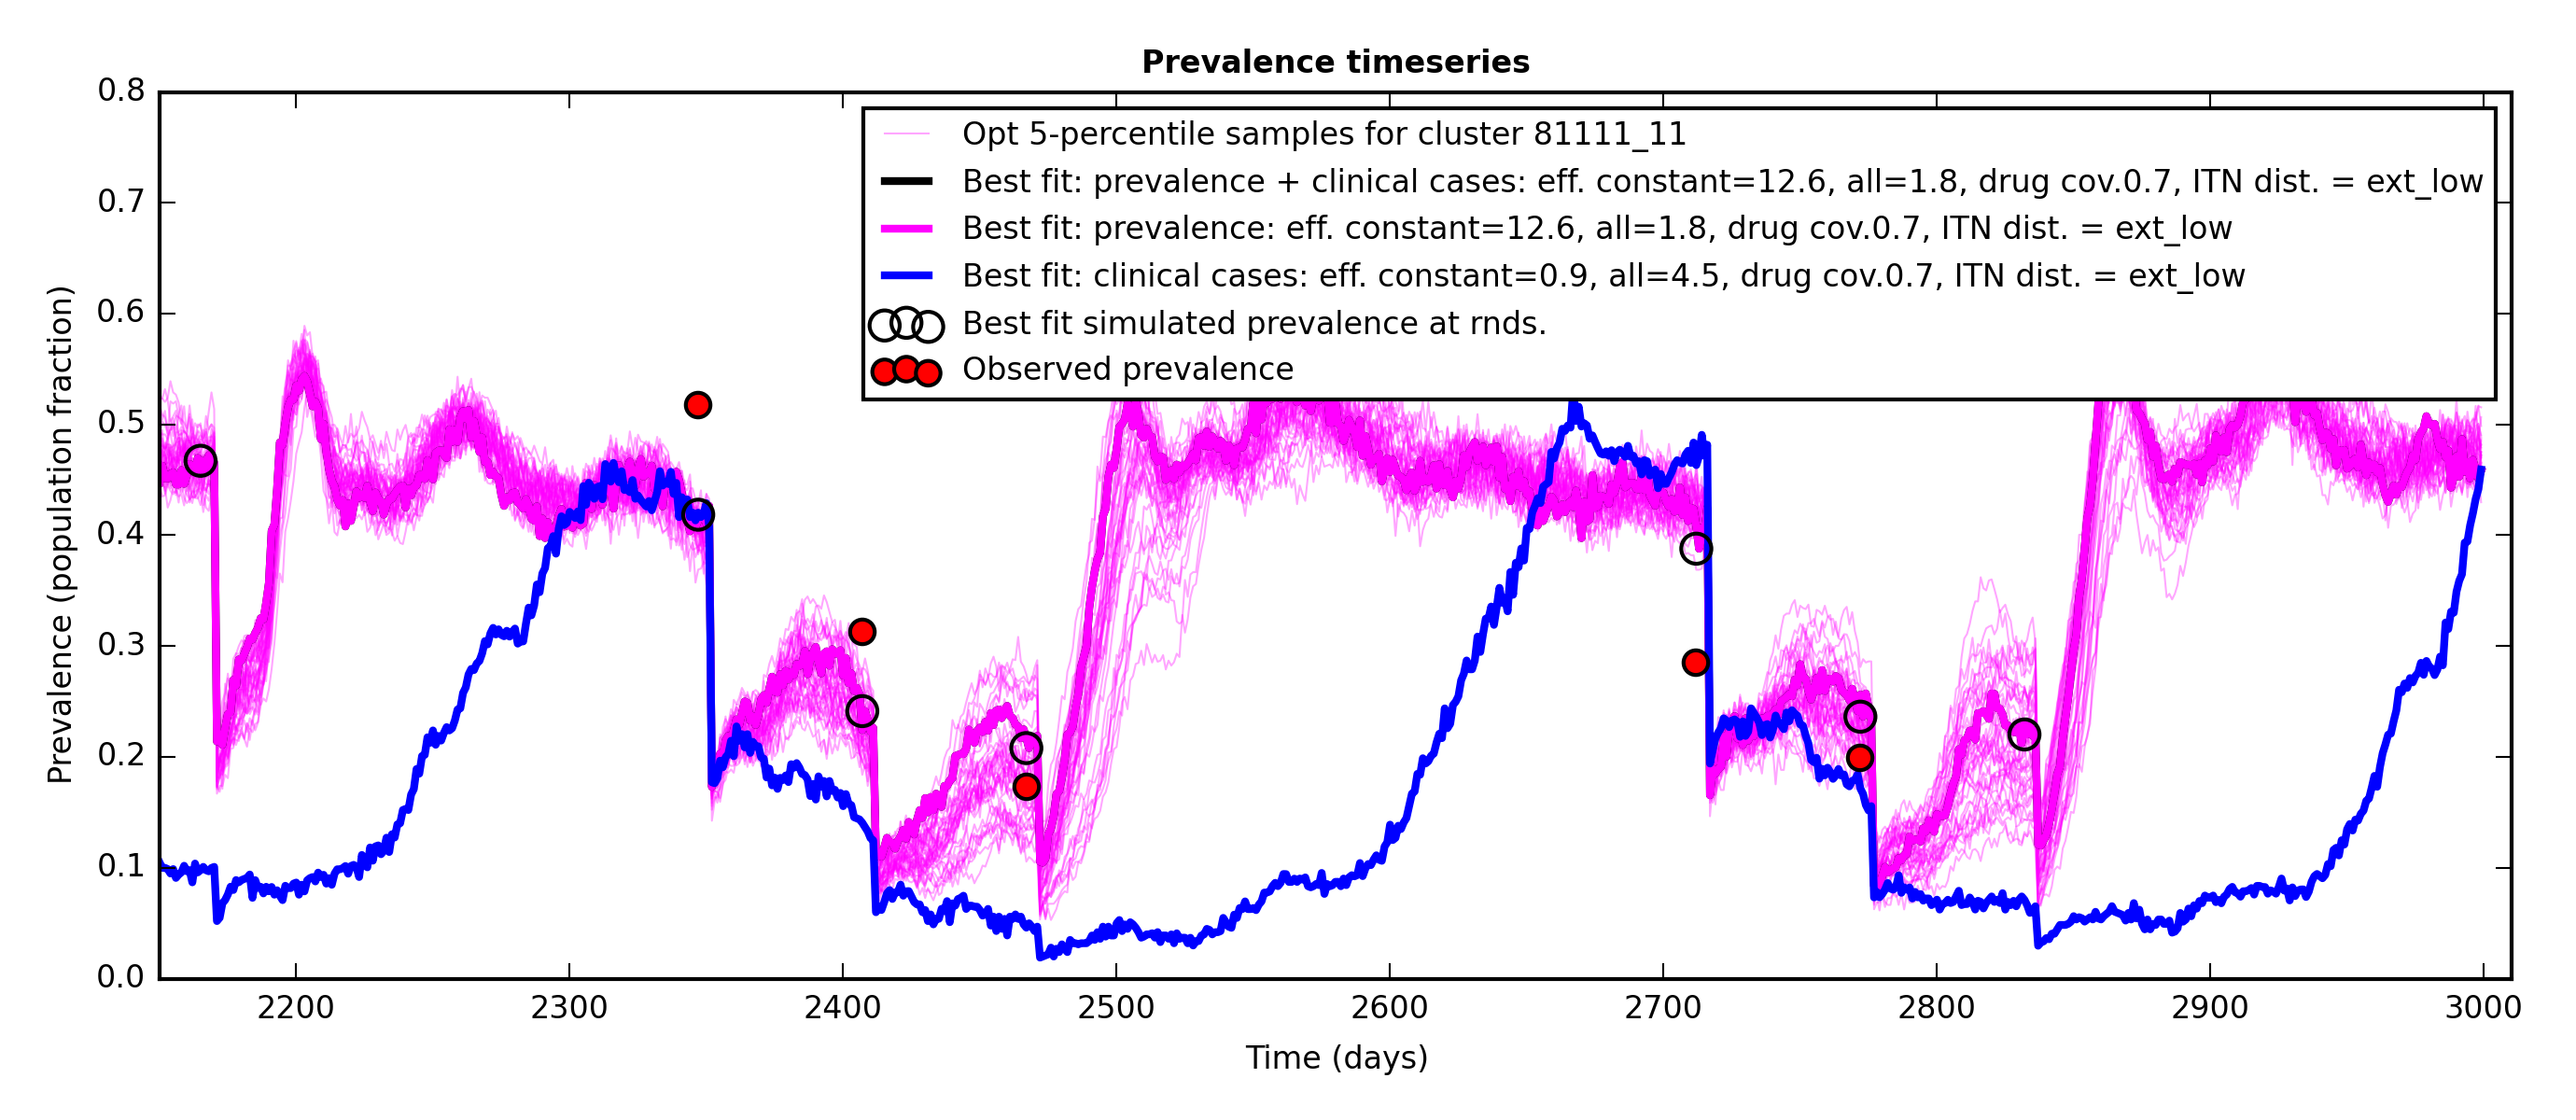 Prevalence timeseries
Prevalence (population fraction)
0.8
0.7
0.6
0.5
0.4
0.3
0.2
0.1
0.0
Opt 5-percentile samples for cluster 81111_11
Best fit: prevalence + clinical cases: eff. constant=12.6, all=1.8, drug cov.0.7, ITN dist. = ext_low
Best fit: prevalence: eff. constant=12.6, all=1.8, drug cov.0.7, ITN dist. = ext_low
Best fit: clinical cases: eff. constant=0.9, all=4.5, drug cov.0.7, ITN dist. = ext_low
Best fit simulated prevalence at rnds.
Observed prevalence
2200 2300 2400 2500 2600 2700 2800 2900 3000
Time (days)